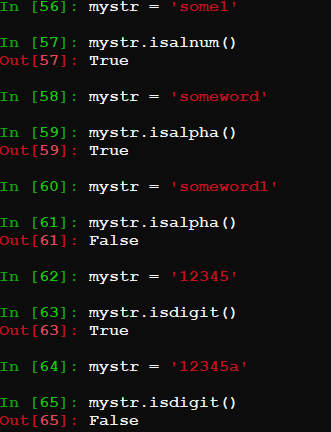 In [56]: mystr = 'some1'
In [57]: mystr.isalnum()
Out[57]: True
In [58]: mystr = 'someword'
In [59]: mystr.isalpha()
Out[59]: True
In [60]: mystr = 'someword1'
In [61]: mystr.isalpha()
Out[61]: False
In [62]: mystr = '12345'
In [63]: mystr.isdigit()
Out[63]: True
In [64]: mystr = '12345a'
In [65]: mystr.isdigit()
Out[65]: False